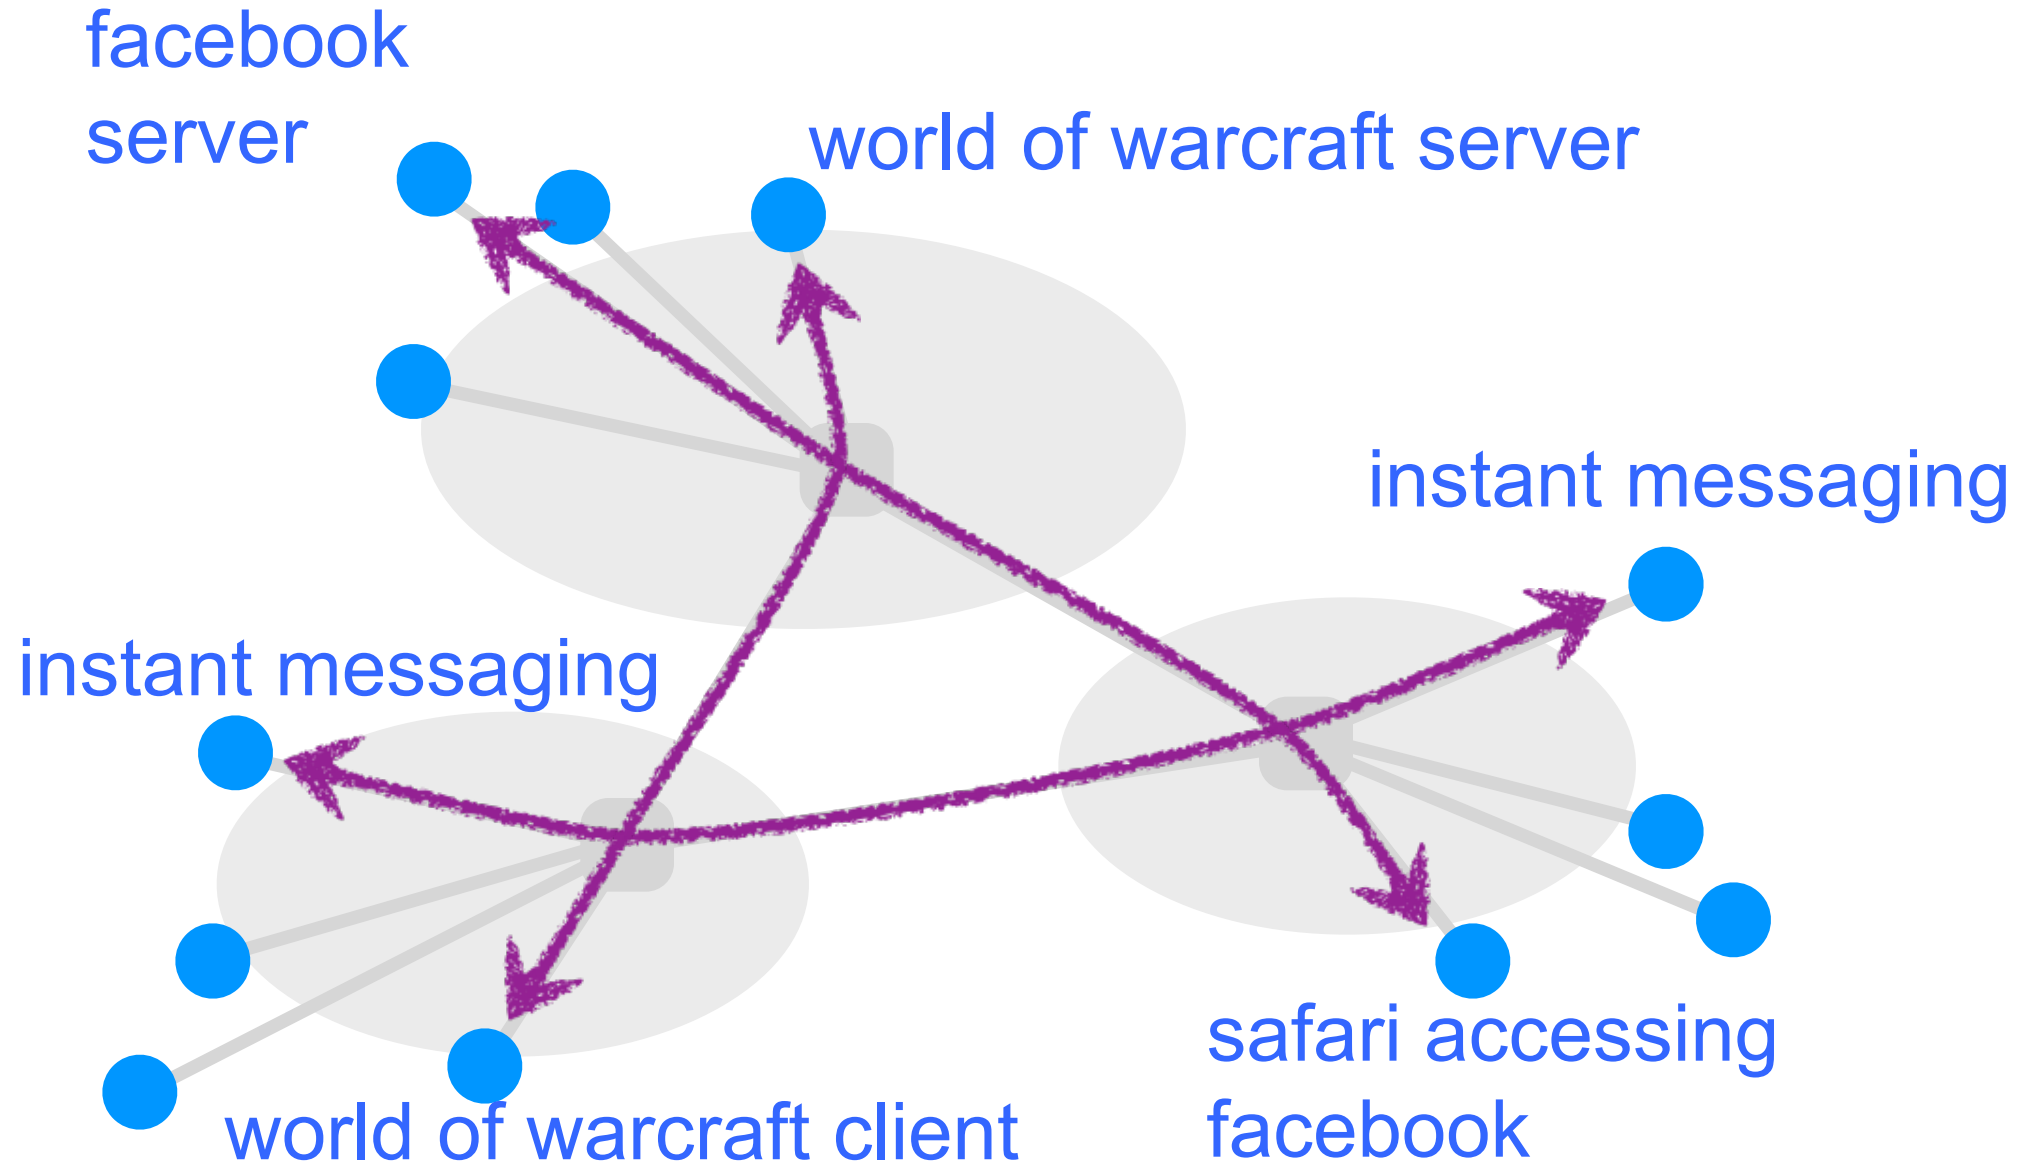 facebook
server
world of warcraft server
instant messaging
instant messaging
safari accessing
facebook
world of warcraft client